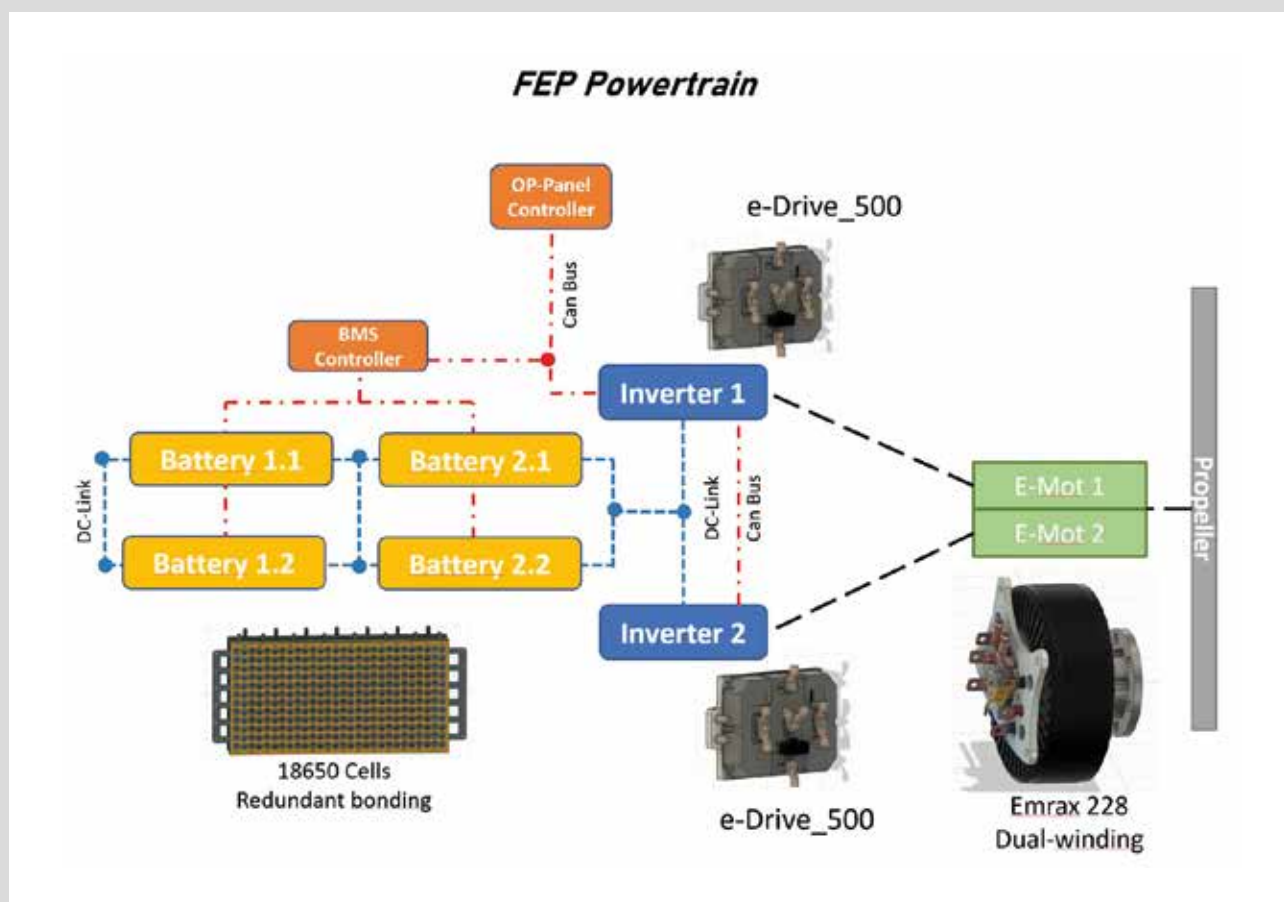 FEP Powertrain
OP-Panel
Controller
e-Drive_500
Can Bus
BMS
Controller
Inverter 1
Battery 1.1
Battery 2.1
E-Mot 1
Propeller
DC-Link
DC-Link
Can Bus
E-Mot 2
Battery 1.2
Battery 2.2
Inverter 2
18650 Cells
Redundant bonding
e-Drive_500
Emrax 228
Dual-winding